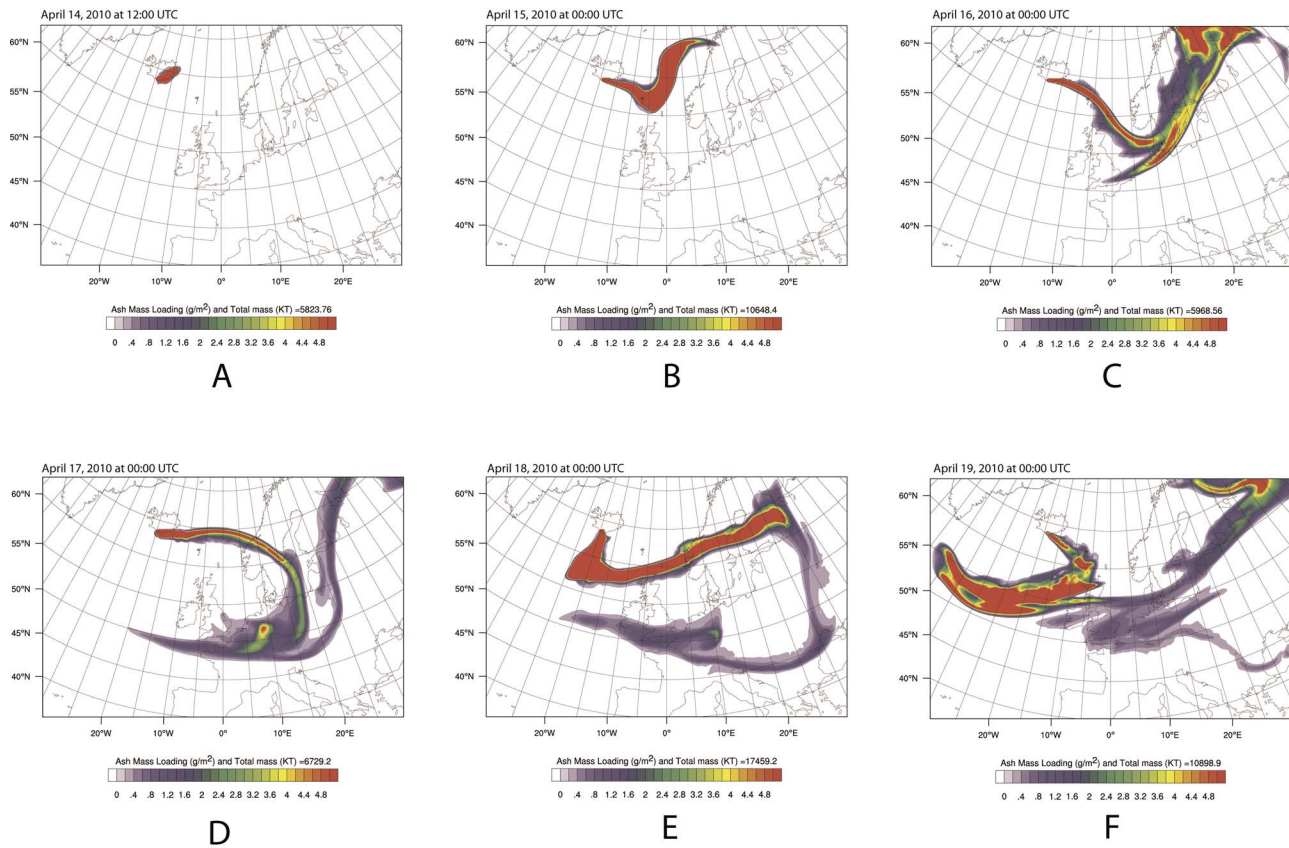 April 14, 2010 at 12:00 UTC
60°N
55°N
50°N
45°N
40°N
20°W 10°W 0° 10°E 20°E
Ash Mass Loading (g/m2) and Total mass (KT) =5823.76
0 .4 .8 1.2 1.6 2 2.4 2.8 3.2 3.6 4 4.4 4.8
A
April 15, 2010 at 00:00 UTC
60°N
55°N
50°N
45°N
40°N
20°W 10°W 0° 10°E 20°E
Ash Mass Loading (g/m2) and Total mass (KT) =10648.4
0 .4 .8 1.2 1.6 2 2.4 2.8 3.2 3.6 4 4.4 4.8
B
April 16, 2010 at 00:00 UTC
60°N
55°N
50°N
45°N
40°N
20°W 10°W 0° 10°E 20°E
Ash Mass Loading (g/m2) and Total mass (KT) =5968.56
0 .4 .8 1.2 1.6 2 2.4 2.8 3.2 3.6 4 4.4 4.8
C
April 17, 2010 at 00:00 UTC
60°N
55°N
50°N
45°N
40°N
20°W 10°W 0° 10°E 20°E
Ash Mass Loading (g/m2) and Total mass (KT) =6729.2
0 .4 .8 1.2 1.6 2 2.4 2.8 3.2 3.6 4 4.4 4.8
D
April 18, 2010 at 00:00 UTC
60°N
55°N
50°N
45°N
40°N
20°W 10°W 0° 10°E 20°E
Ash Mass Loading (g/m2) and Total mass (KT) =17459.2
0 .4 .8 1.2 1.6 2 2.4 2.8 3.2 3.6 4 4.4 4.8
E
April 19, 2010 at 00:00 UTC
60°N
55°N
50°N
45°N
40°N
20°W 10°W 0° 10°E 20°E
Ash Mass Loading (g/m2) and Total mass (KT) =10898.9
0 .4 .8 1.2 1.6 2 2.4 2.8 3.2 3.6 4 4.4 4.8
F